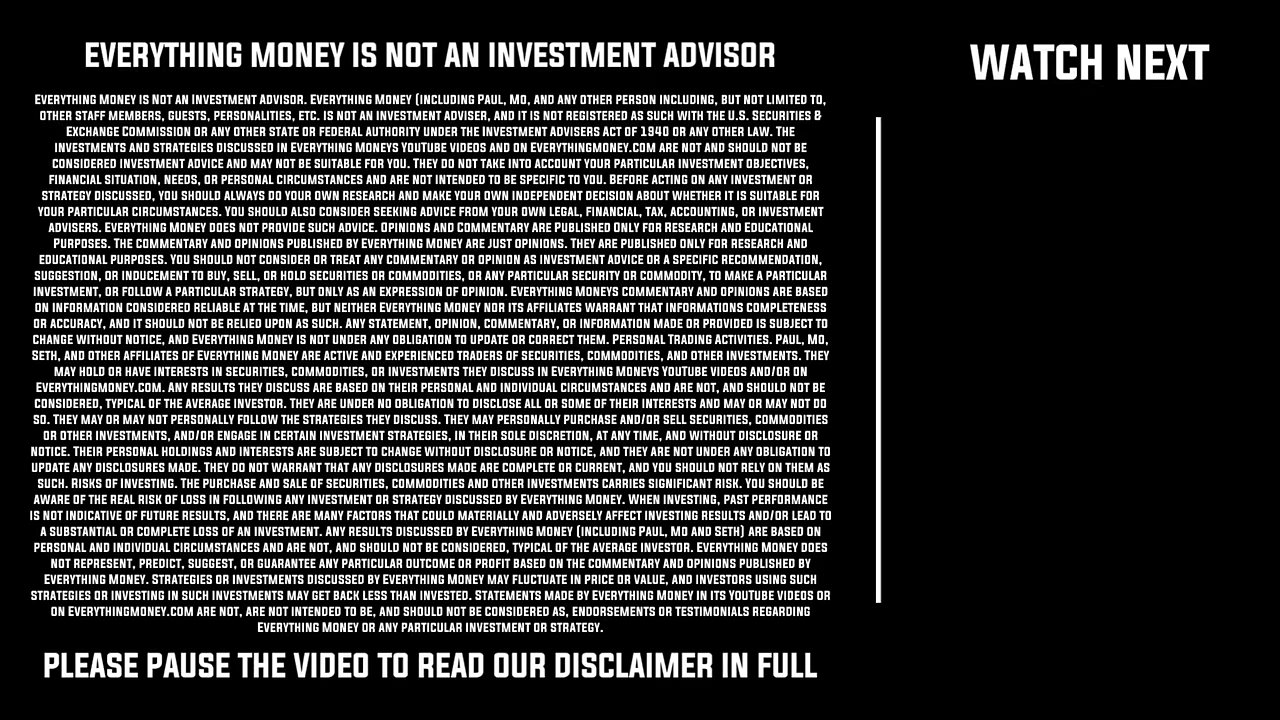 EVERYTHING MONEY IS NOT AN INVESTMENT ADVISOR
EVERYTHING MONEY IS NOT AN INVESTMENT ADVISOR. EVERYTHING MONEY (INCLUDING PAUL, MO, AND ANY OTHER PERSON INCLUDING, BUT NOT LIMITED TO,
OTHER STAFF MEMBERS, GUESTS, PERSONALITIES, ETC. IS NOT AN INVESTMENT ADVISER, AND IT IS NOT REGISTERED AS SUCH WITH THE U.S. SECURITIES &
EXCHANGE COMMISSION OR ANY OTHER STATE OR FEDERAL AUTHORITY UNDER THE INVESTMENT ADVISERS ACT OF 1940 OR ANY OTHER LAW. THE
INVESTMENTS AND STRATEGIES DISCUSSED IN EVERYTHING MONEYS YOUTUBE VIDEOS AND ON EVERYTHINGMONEY.COM ARE NOT AND SHOULD NOT BE
CONSIDERED INVESTMENT ADVICE AND MAY NOT BE SUITABLE FOR YOU. THEY DO NOT TAKE INTO ACCOUNT YOUR PARTICULAR INVESTMENT OBJECTIVES,
FINANCIAL SITUATION, NEEDS, OR PERSONAL CIRCUMSTANCES AND ARE NOT INTENDED TO BE SPECIFIC TO YOU. BEFORE ACTING ON ANY INVESTMENT OR
STRATEGY DISCUSSED, YOU SHOULD ALWAYS DO YOUR OWN RESEARCH AND MAKE YOUR OWN INDEPENDENT DECISION ABOUT WHETHER IT IS SUITABLE FOR
YOUR PARTICULAR CIRCUMSTANCES. YOU SHOULD ALSO CONSIDER SEEKING ADVICE FROM YOUR OWN LEGAL, FINANCIAL, TAX, ACCOUNTING, OR INVESTMENT
ADVISERS. EVERYTHING MONEY DOES NOT PROVIDE SUCH ADVICE. OPINIONS AND COMMENTARY ARE PUBLISHED ONLY FOR RESEARCH AND EDUCATIONAL
PURPOSES. THE COMMENTARY AND OPINIONS PUBLISHED BY EVERYTHING MONEY ARE JUST OPINIONS. THEY ARE PUBLISHED ONLY FOR RESEARCH AND
EDUCATIONAL PURPOSES. YOU SHOULD NOT CONSIDER OR TREAT ANY COMMENTARY OR OPINION AS INVESTMENT ADVICE OR A SPECIFIC RECOMMENDATION,
SUGGESTION, OR INDUCEMENT TO BUY, SELL, OR HOLD SECURITIES OR COMMODITIES, OR ANY PARTICULAR SECURITY OR COMMODITY, TO MAKE A PARTICULAR
INVESTMENT, OR FOLLOW A PARTICULAR STRATEGY, BUT ONLY AS AN EXPRESSION OF OPINION. EVERYTHING MONEYS COMMENTARY AND OPINIONS ARE BASED
ON INFORMATION CONSIDERED RELIABLE AT THE TIME, BUT NEITHER EVERYTHING MONEY NOR ITS AFFILIATES WARRANT THAT INFORMATIONS COMPLETENESS
OR ACCURACY, AND IT SHOULD NOT BE RELIED UPON AS SUCH. ANY STATEMENT, OPINION, COMMENTARY, OR INFORMATION MADE OR PROVIDED IS SUBJECT TO
CHANGE WITHOUT NOTICE, AND EVERYTHING MONEY IS NOT UNDER ANY OBLIGATION TO UPDATE OR CORRECT THEM. PERSONAL TRADING ACTIVITIES. PAUL, MO,
SETH, AND OTHER AFFILIATES OF EVERYTHING MONEY ARE ACTIVE AND EXPERIENCED TRADERS OF SECURITIES, COMMODITIES, AND OTHER INVESTMENTS. THEY
MAY HOLD OR HAVE INTERESTS IN SECURITIES, COMMODITIES, OR INVESTMENTS THEY DISCUSS IN EVERYTHING MONEYS YOUTUBE VIDEOS AND/OR ON
EVERYTHINGMONEY.COM. ANY RESULTS THEY DISCUSS ARE BASED ON THEIR PERSONAL AND INDIVIDUAL CIRCUMSTANCES AND ARE NOT, AND SHOULD NOT BE
CONSIDERED, TYPICAL OF THE AVERAGE INVESTOR. THEY ARE UNDER NO OBLIGATION TO DISCLOSE ALL OR SOME OF THEIR INTERESTS AND MAY OR MAY NOT DO
SO. THEY MAY OR MAY NOT PERSONALLY FOLLOW THE STRATEGIES THEY DISCUSS. THEY MAY PERSONALLY PURCHASE AND/OR SELL SECURITIES, COMMODITIES
OR OTHER INVESTMENTS, AND/OR ENGAGE IN CERTAIN INVESTMENT STRATEGIES, IN THEIR SOLE DISCRETION, AT ANY TIME, AND WITHOUT DISCLOSURE OR
NOTICE. THEIR PERSONAL HOLDINGS AND INTERESTS ARE SUBJECT TO CHANGE WITHOUT DISCLOSURE OR NOTICE, AND THEY ARE NOT UNDER ANY OBLIGATION TO
UPDATE ANY DISCLOSURES MADE. THEY DO NOT WARRANT THAT ANY DISCLOSURES MADE ARE COMPLETE OR CURRENT, AND YOU SHOULD NOT RELY ON THEM AS
SUCH. RISKS OF INVESTING. THE PURCHASE AND SALE OF SECURITIES, COMMODITIES AND OTHER INVESTMENTS CARRIES SIGNIFICANT RISK. YOU SHOULD BE
AWARE OF THE REAL RISK OF LOSS IN FOLLOWING ANY INVESTMENT OR STRATEGY DISCUSSED BY EVERYTHING MONEY. WHEN INVESTING, PAST PERFORMANCE
IS NOT INDICATIVE OF FUTURE RESULTS, AND THERE ARE MANY FACTORS THAT COULD MATERIALLY AND ADVERSELY AFFECT INVESTING RESULTS AND/OR LEAD TO
A SUBSTANTIAL OR COMPLETE LOSS OF AN INVESTMENT. ANY RESULTS DISCUSSED BY EVERYTHING MONEY (INCLUDING PAUL, MO AND SETH) ARE BASED ON
PERSONAL AND INDIVIDUAL CIRCUMSTANCES AND ARE NOT, AND SHOULD NOT BE CONSIDERED, TYPICAL OF THE AVERAGE INVESTOR. EVERYTHING MONEY DOES
NOT REPRESENT, PREDICT, SUGGEST, OR GUARANTEE ANY PARTICULAR OUTCOME OR PROFIT BASED ON THE COMMENTARY AND OPINIONS PUBLISHED BY
EVERYTHING MONEY. STRATEGIES OR INVESTMENTS DISCUSSED BY EVERYTHING MONEY MAY FLUCTUATE IN PRICE OR VALUE, AND INVESTORS USING SUCH
STRATEGIES OR INVESTING IN SUCH INVESTMENTS MAY GET BACK LESS THAN INVESTED. STATEMENTS MADE BY EVERYTHING MONEY IN ITS YOUTUBE VIDEOS OR
ON EVERYTHINGMONEY.COM ARE NOT, ARE NOT INTENDED TO BE, AND SHOULD NOT BE CONSIDERED AS, ENDORSEMENTS OR TESTIMONIALS REGARDING
EVERYTHING MONEY OR ANY PARTICULAR INVESTMENT OR STRATEGY.
PLEASE PAUSE THE VIDEO TO READ OUR DISCLAIMER IN FULL
WATCH NEXT